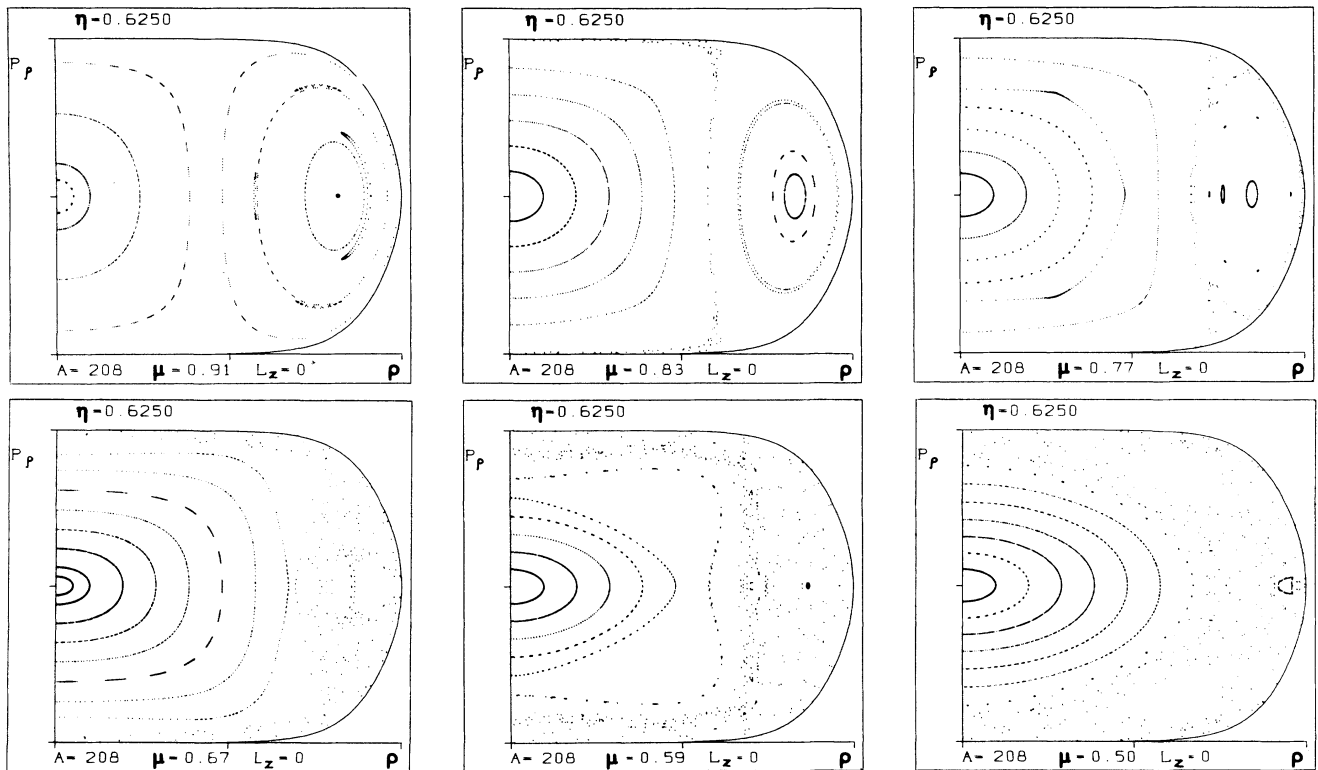 η=0.6250
Pρ
A= 208 μ=0.91 Lz=0 ρ
η=0.6250
Pρ
A= 208 μ=0.83 Lz=0 ρ
η=0.6250
Pρ
A= 208 μ=0.77 Lz=0 ρ
η=0.6250
Pρ
A= 208 μ=0.67 Lz=0 ρ
η=0.6250
Pρ
A= 208 μ=0.59 Lz=0 ρ
η=0.6250
Pρ
A= 208 μ=0.50 Lz=0 ρ